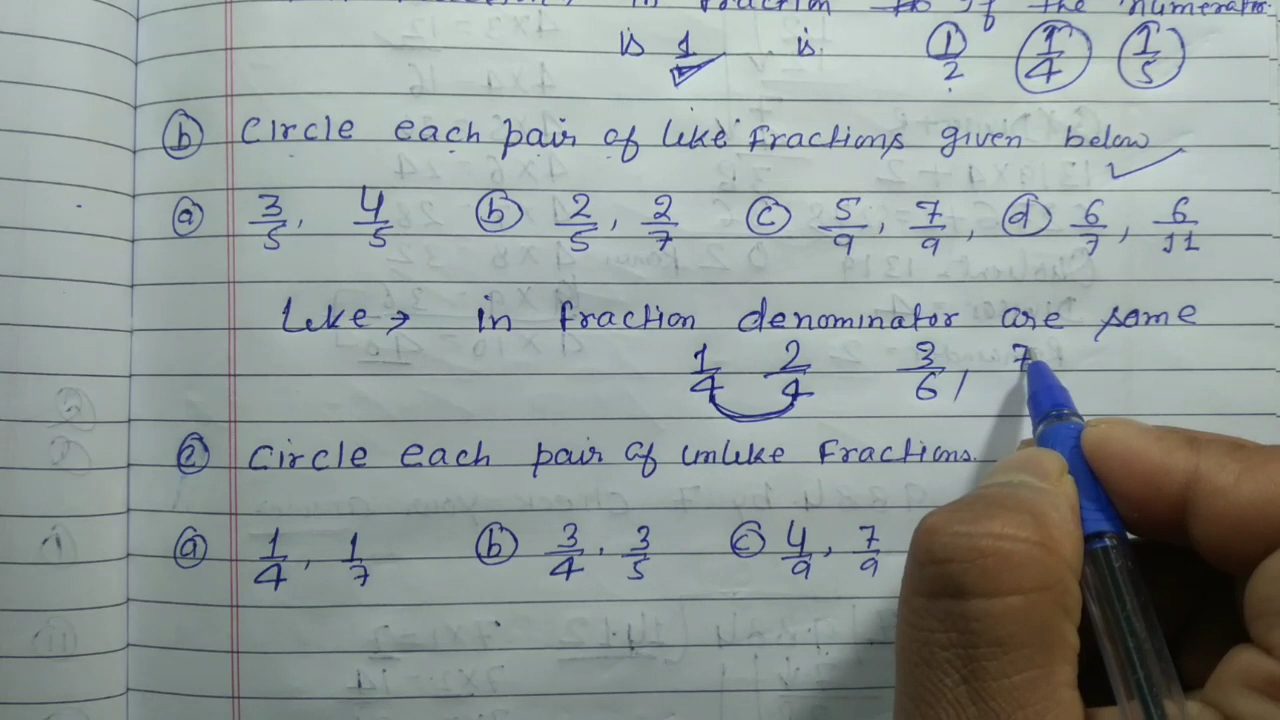 in fraction if the numerator
is 1 is 1/2 1/4 1/5
(b) Circle each pair of like fractions given below
(a) 3/5, 4/5 (b) 2/5, 2/7 (c) 5/9, 7/9, (d) 6/7, 6/11
Like → in fraction denominator are same
1/4 2/4 3/6, 7
(c) Circle each pair of unlike fractions.
(a) 1/4, 1/7 (b) 3/4, 3/5 (c) 4/9, 7/9